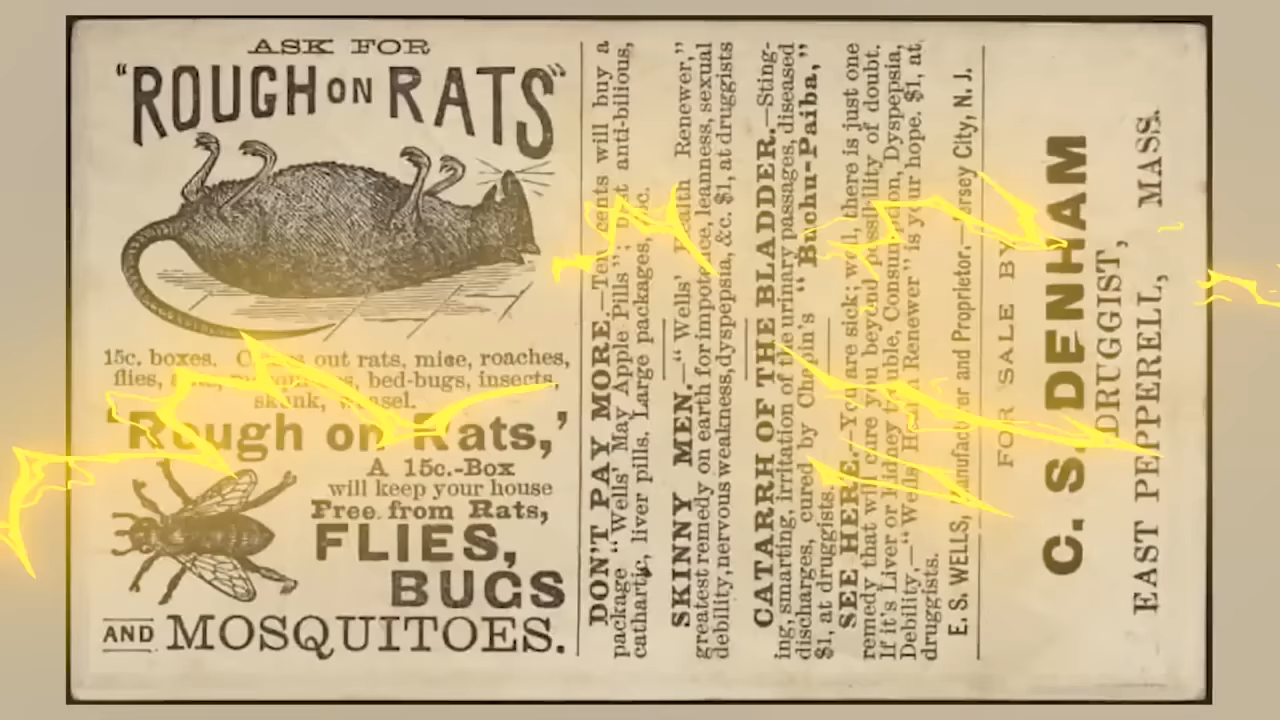 ASK FOR
"ROUGH ON RATS"
15c. boxes. out rats, mice, roaches,
flies, bed-bugs, insects,
skunk, weasel.
"Rough on Rats,"
A 15c.-Box
will keep your house
Free from Rats,
FLIES,
BUGS
AND MOSQUITOES.
DON'T PAY MORE.—Ten cents will buy a
package "Wells' May Apple Pills"; best anti-bilious,
cathartic, liver pills. Large packages, 25c.
SKINNY MEN.—"Wells' Health Renewer,"
greatest remedy on earth for impotence, leanness, sexual
debility, nervous weakness, dyspepsia, &c. $1, at druggists
CATARRH OF THE BLADDER.—Sting-
ing, smarting, irritation of the urinary passages, diseased
discharges, cured by Chapin's "Buchu-Paiba,"
$1, at druggists.
SEE HERE.—You are sick; well, there is just one
remedy that will cure you beyond possibility of doubt.
If it's Liver or Kidney trouble, Consumption, Dyspepsia,
Debility,—"Wells' Health Renewer" is your hope. $1, at
druggists.
E. S. WELLS, Manufacturer and Proprietor.—Jersey City, N. J.
FOR SALE BY
C. S. DENHAM
DRUGGIST,
EAST PEPPERELL, MASS.